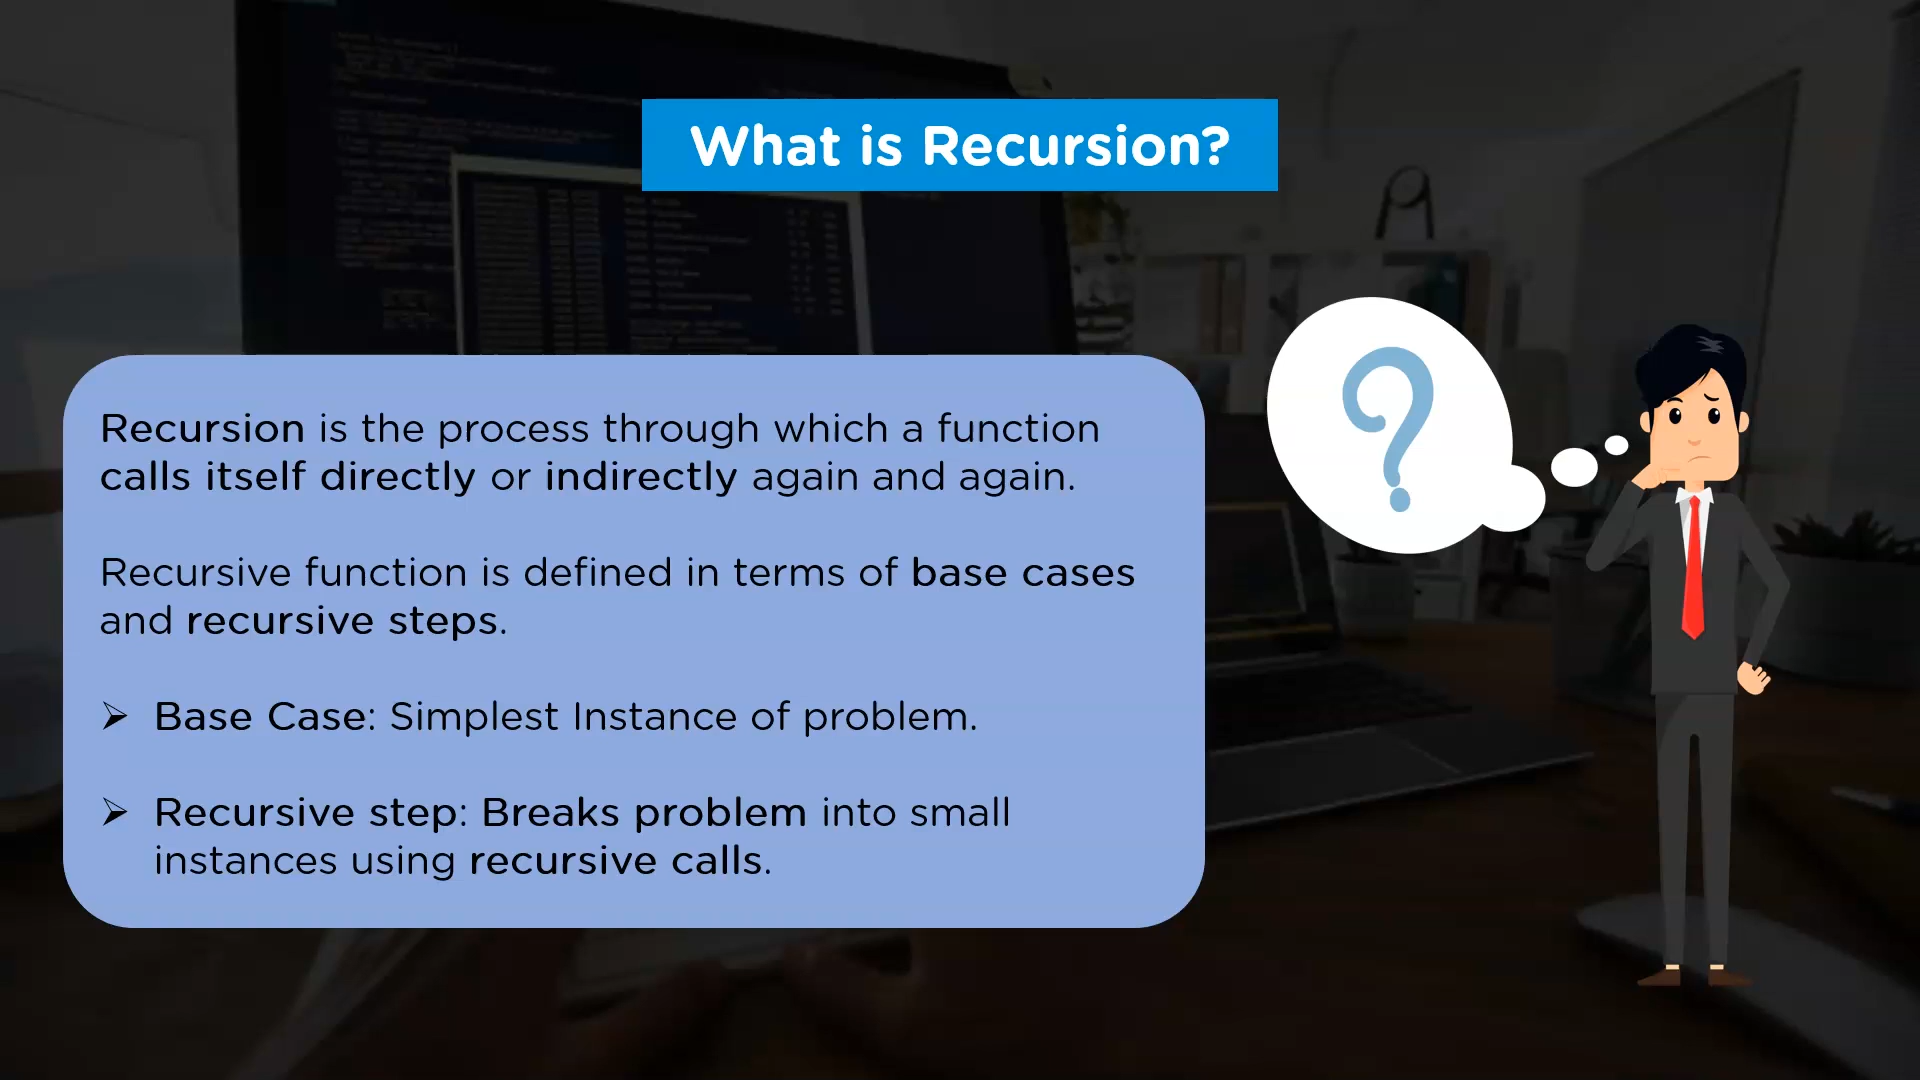 What is Recursion?
Recursion is the process through which a function
calls itself directly or indirectly again and again.
Recursive function is defined in terms of base cases
and recursive steps.
➢ Base Case: Simplest Instance of problem.
➢ Recursive step: Breaks problem into small
instances using recursive calls.
?